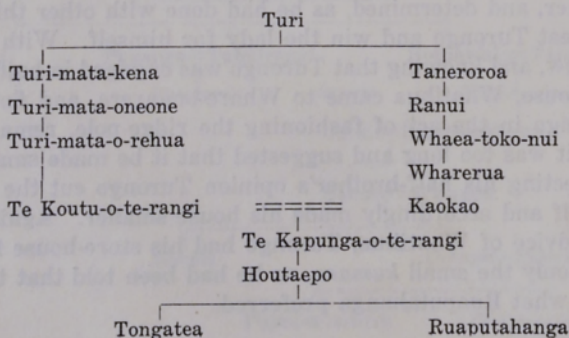 Turi
Turi-mata-kena Taneroroa
Turi-mata-oneone Ranui
Turi-mata-o-rehua Whaea-toko-nui
Wharerua
Te Koutu-o-te-rangi ===== Kaokao
Te Kapunga-o-te-rangi
Houtaepo
Tongatea Ruaputahanga